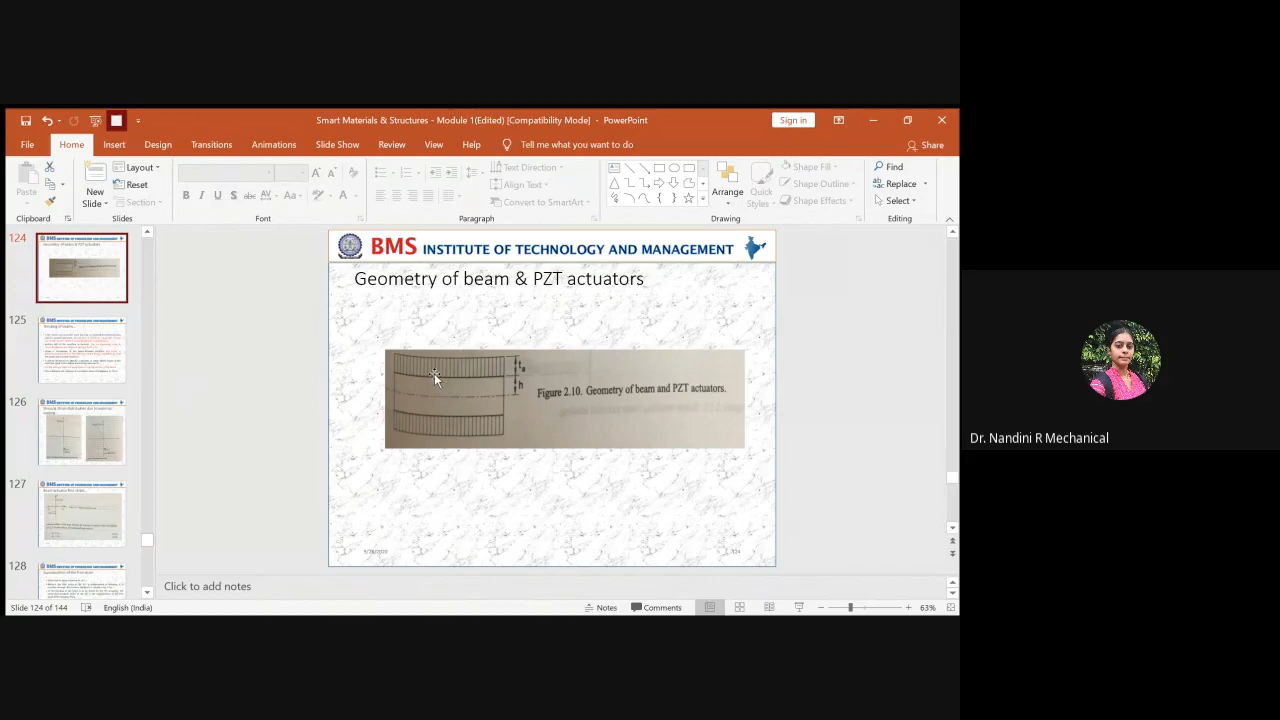 Smart Materials & Structures - Module 1(Edited) [Compatibility Mode] - PowerPoint
Sign in
File Home Insert Design Transitions Animations Slide Show Review View Help Tell me what you want to do Share
Paste
New Slide
Layout
Reset
Section
Text Direction
Align Text
Convert to SmartArt
Arrange
Quick Styles
Shape Fill
Shape Outline
Shape Effects
Find
Replace
Select
Clipboard Slides Font Paragraph Drawing Editing
124
125
126
127
128
BMS INSTITUTE OF TECHNOLOGY AND MANAGEMENT
Geometry of beam & PZT actuators
h
Figure 2.10. Geometry of beam and PZT actuators.
124
Click to add notes
Slide 124 of 144 English (India) Notes Comments 63%
Dr. Nandini R Mechanical